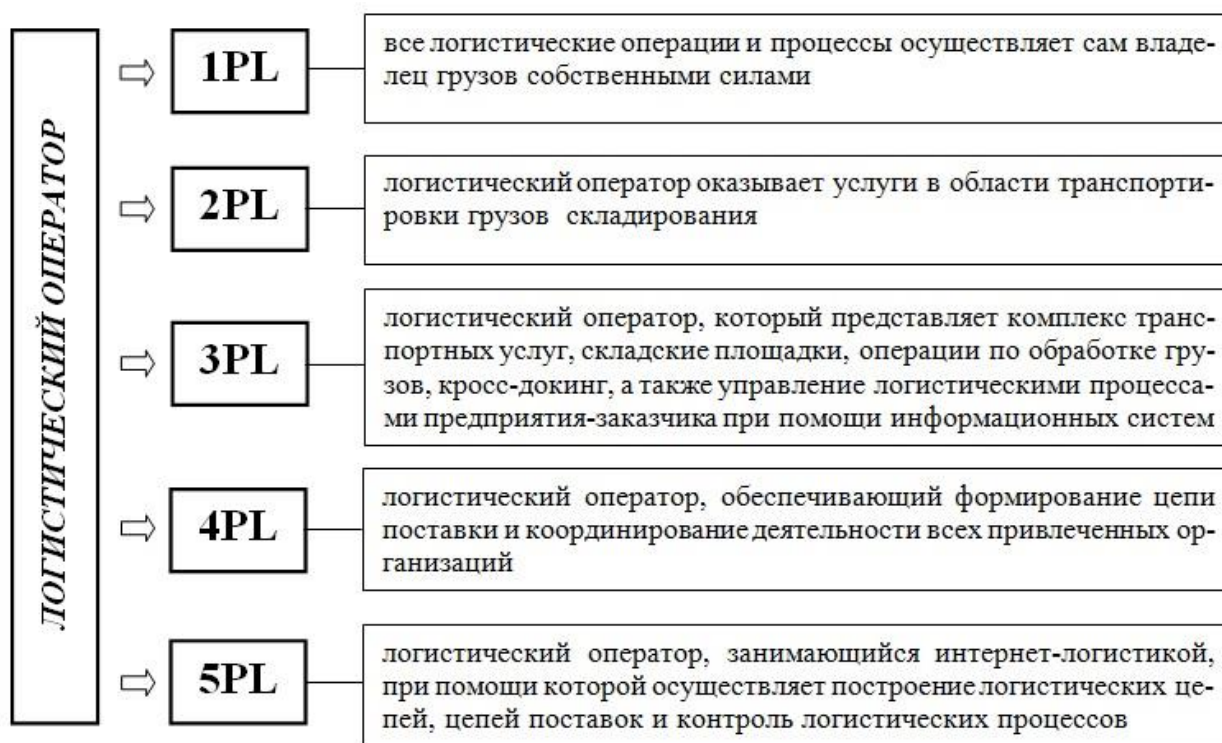 ЛОГИСТИЧЕСКИЙ ОПЕРАТОР
1PL
все логистические операции и процессы осуществляет сам владе-
лец грузов собственными силами
2PL
логистический оператор оказывает услуги в области транспорти-
ровки грузов складирования
3PL
логистический оператор, который представляет комплекс транс-
портных услуг, складские площадки, операции по обработке гру-
зов, кросс-докинг, а также управление логистическими процесса-
ми предприятия-заказчика при помощи информационных систем
4PL
логистический оператор, обеспечивающий формирование цепи
поставки и координирование деятельности всех привлеченных ор-
ганизаций
5PL
логистический оператор, занимающийся интернет-логистикой,
при помощи которой осуществляет построение логистических це-
пей, цепей поставок и контроль логистических процессов